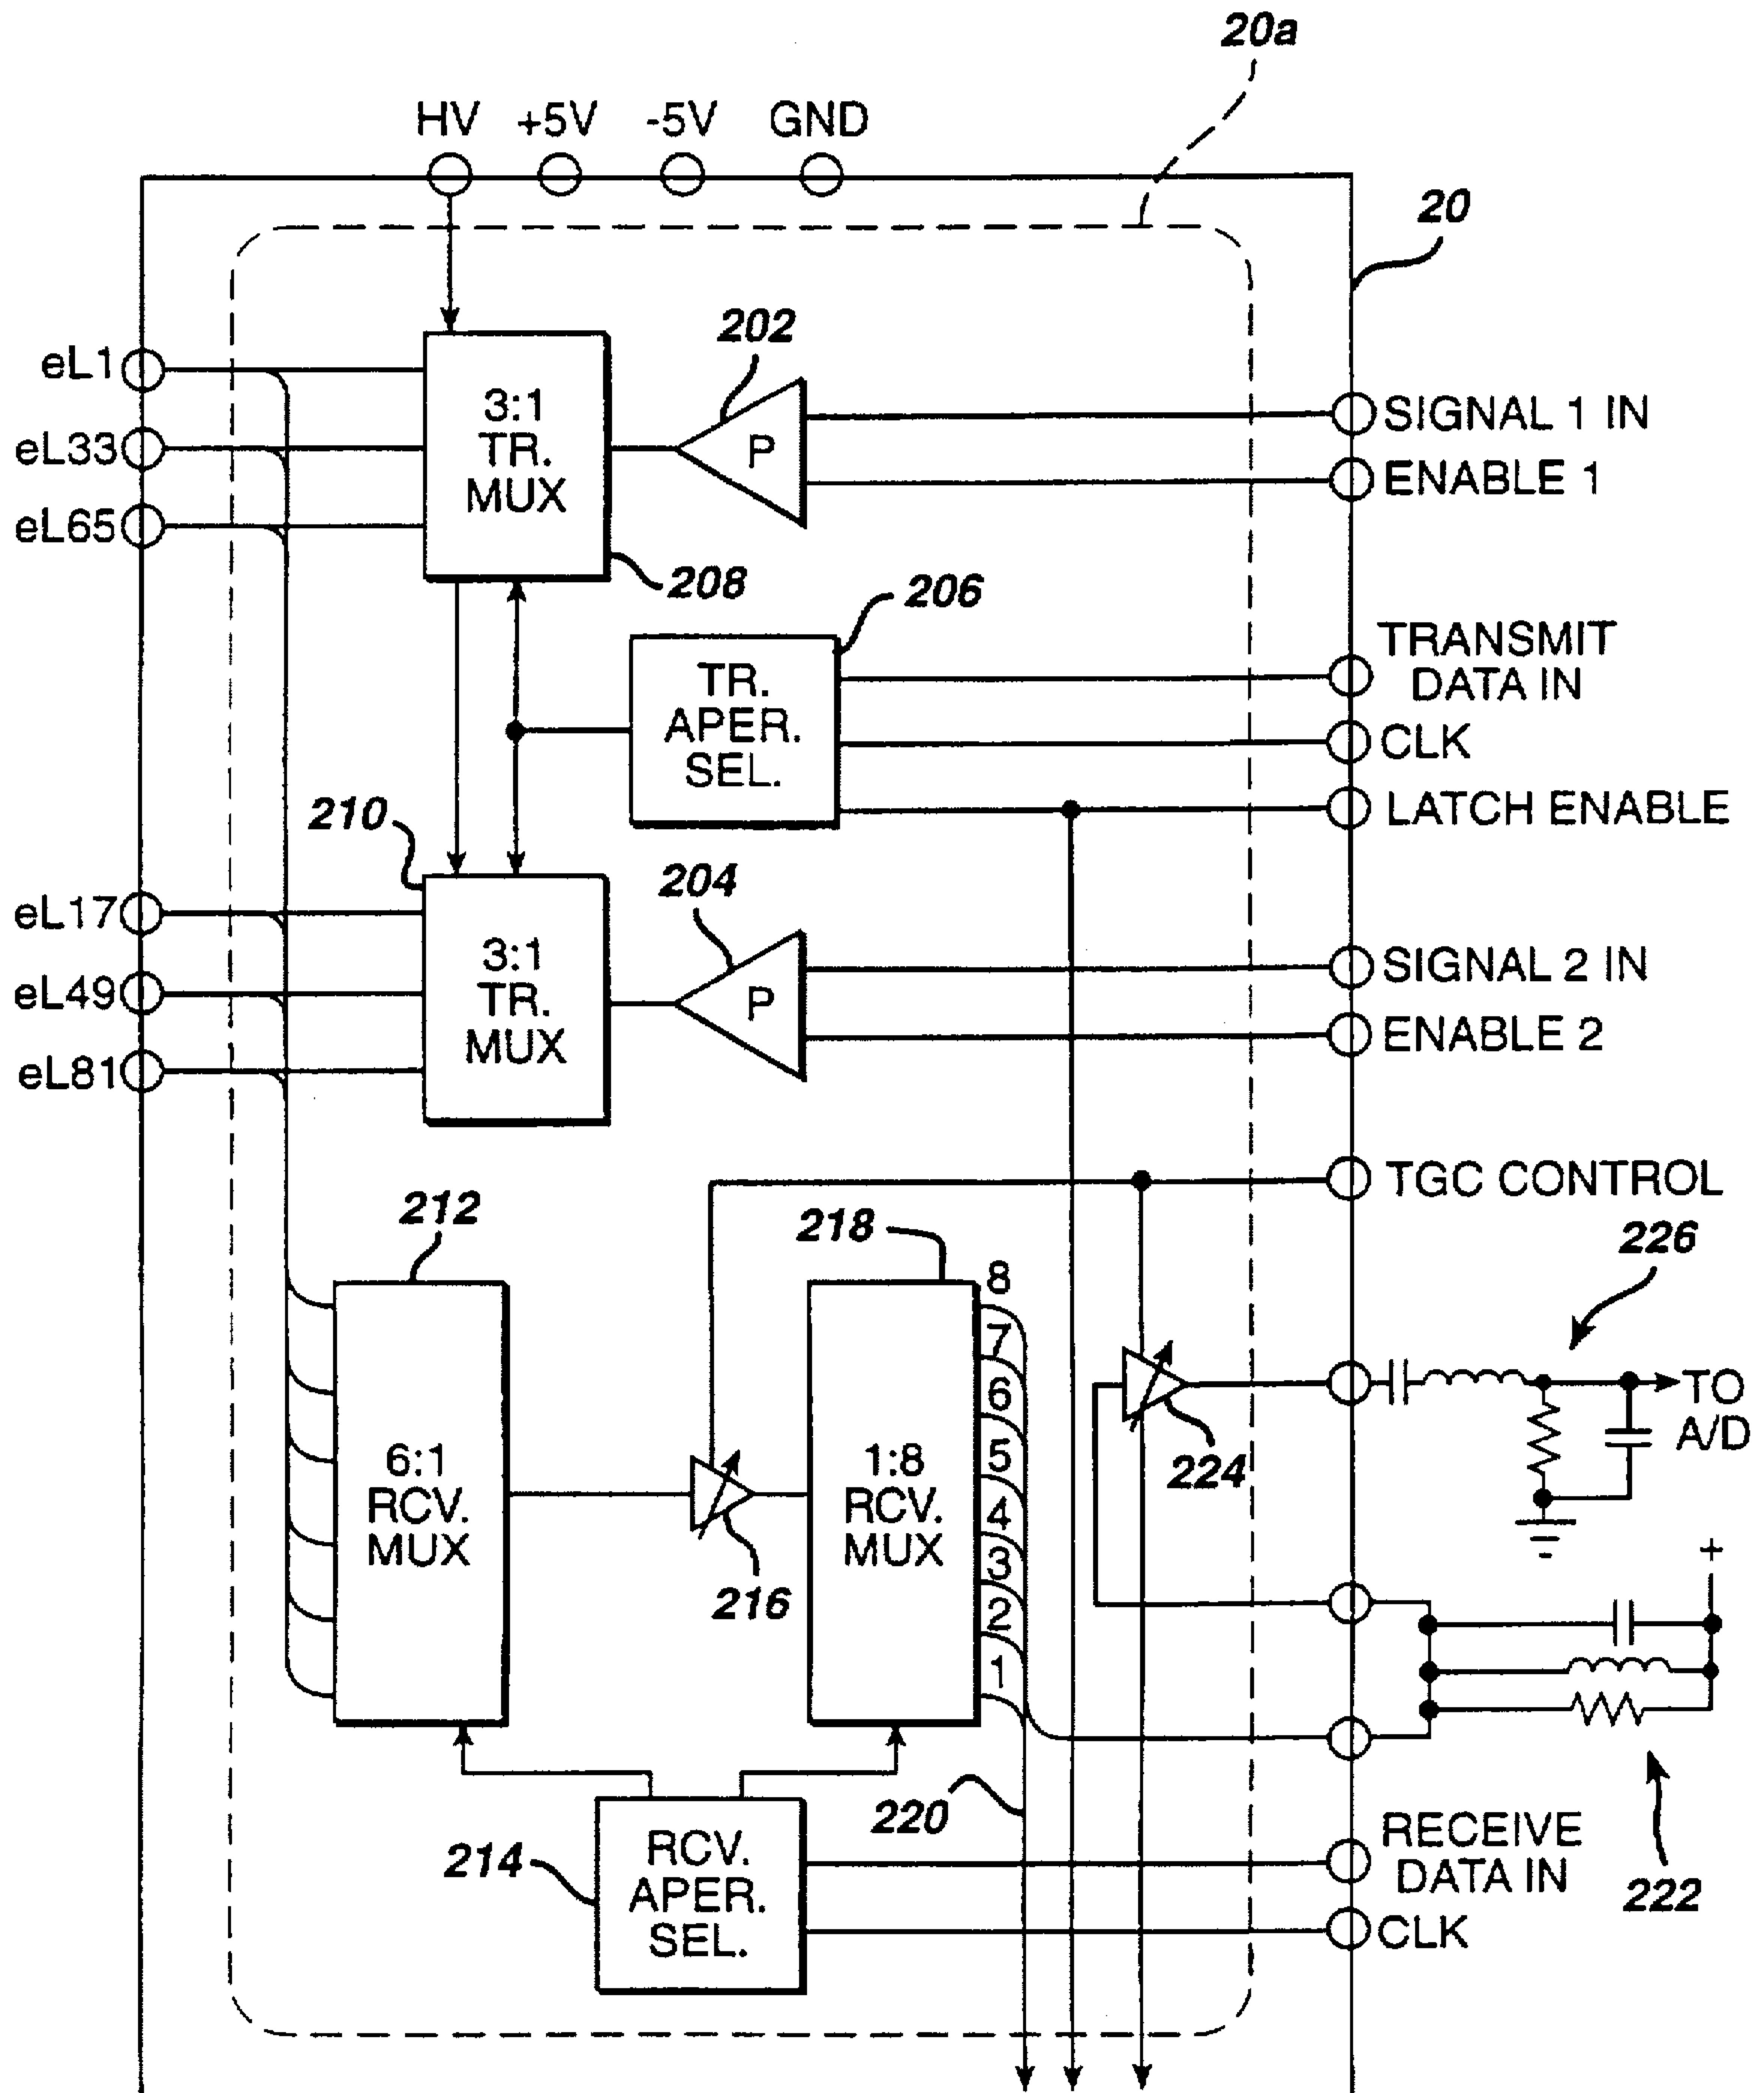 20a
HV +5V -5V GND
20
202
eL1
3:1
TR.
MUX
P
SIGNAL 1 IN
eL33
ENABLE 1
eL65
208
206
TR.
APER.
SEL.
TRANSMIT
DATA IN
CLK
LATCH ENABLE
210
204
eL17
3:1
TR.
MUX
P
SIGNAL 2 IN
eL49
ENABLE 2
eL81
TGC CONTROL
212
218
226
6:1
RCV.
MUX
216
1:8
RCV.
MUX
8
7
6
5
4
3
2
1
224
TO
A/D
+
220
222
214
RCV.
APER.
SEL.
RECEIVE
DATA IN
CLK